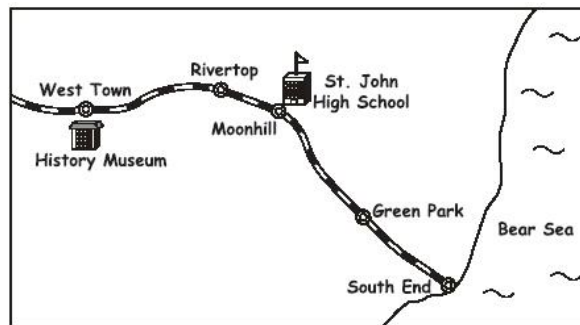 West Town
Rivertop
St. John
High School
Moonhill
History Museum
Green Park
Bear Sea
South End